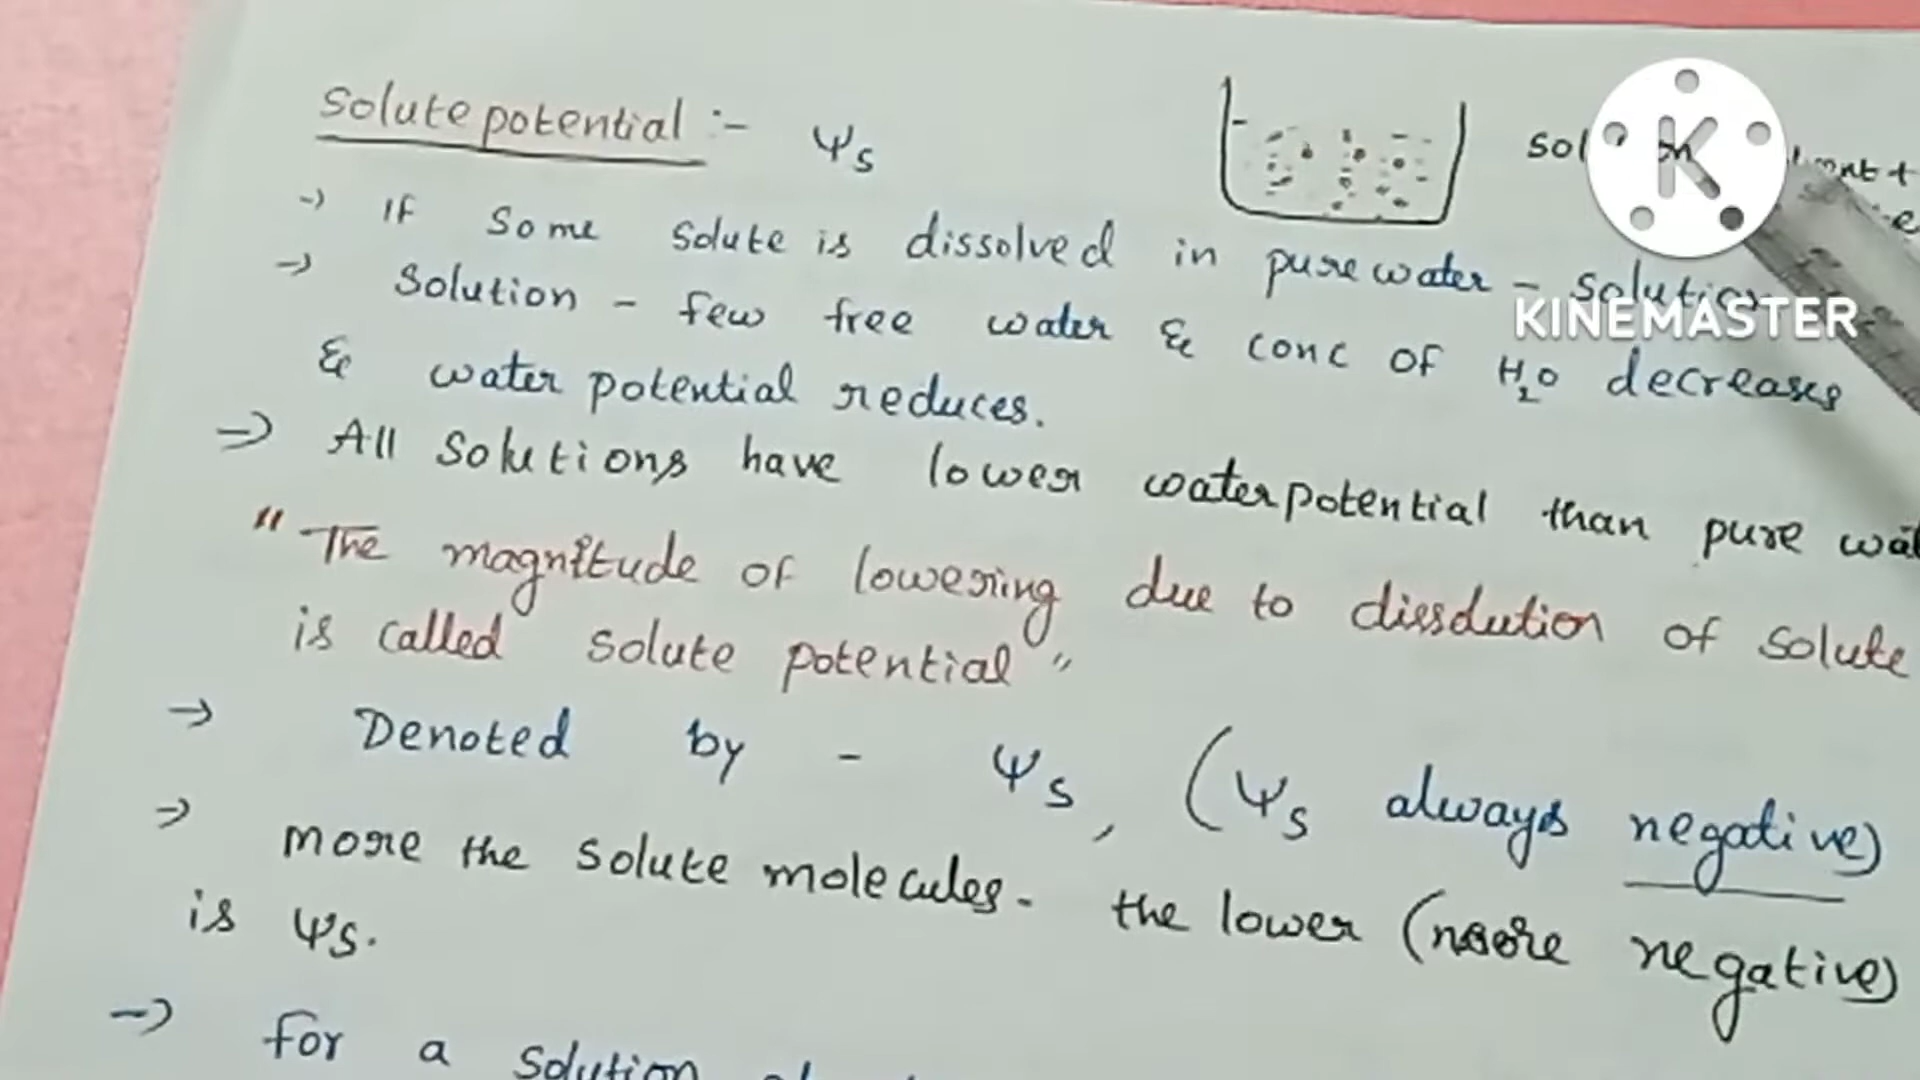 Solute potential :- Ψs
→ If some solute is dissolved in pure water - Solution
→ Solution - few free water & conc of H₂O decreases
& water potential reduces.
⇒ All solutions have lower water potential than pure
" The magnitude of lowering due to dissolution of solute
is called solute potential "
→ Denoted by - Ψs, (Ψs always negative)
⇒ more the solute molecules - the lower (more negative)
is Ψs.
→ For a solution
KINEMASTER